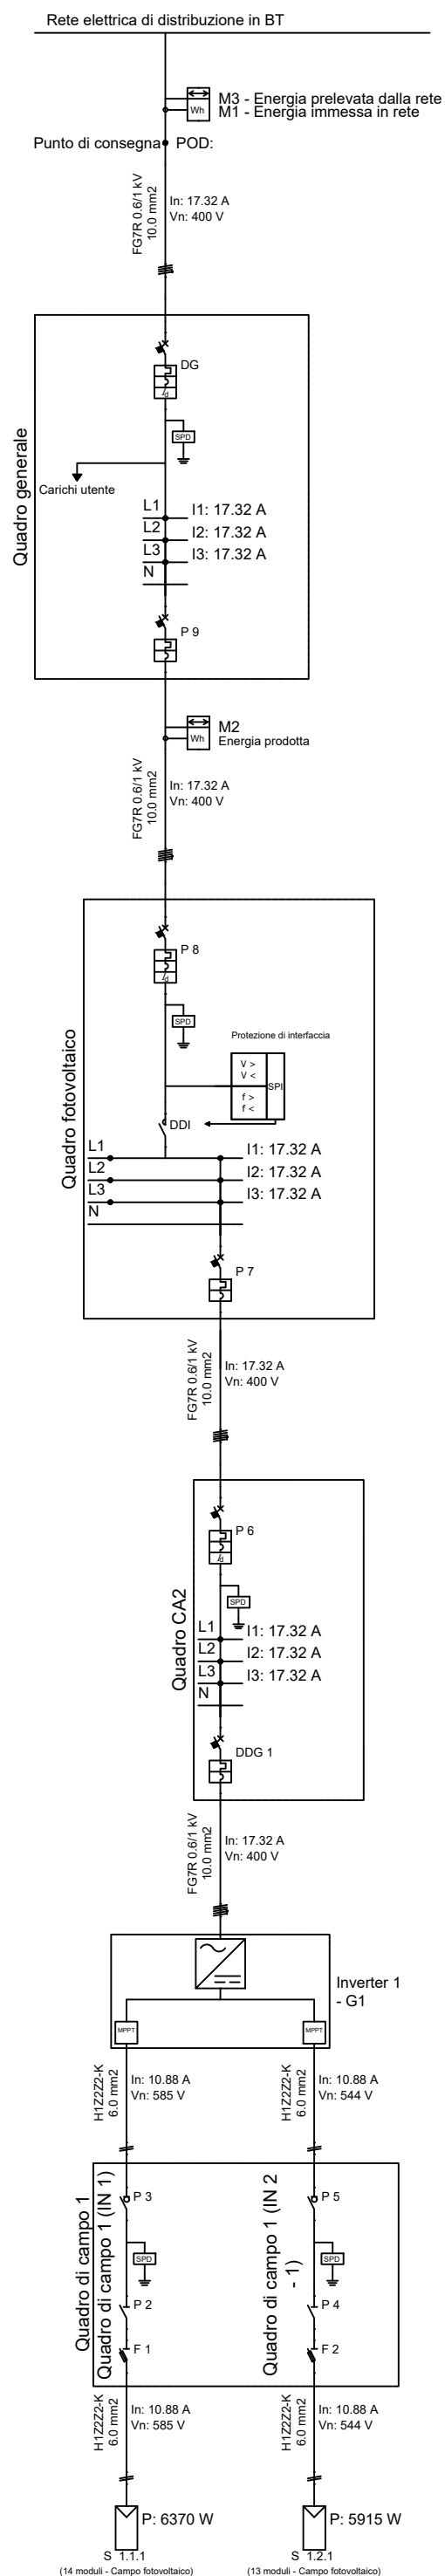 Rete elettrica di distribuzione in BT
M3 - Energia prelevata dalla rete
Wh
M1 - Energia immessa in rete
Punto di consegna
POD:
FG7R 0.6/1 kV
10.0 mm2
In: 17.32 A
Vn: 400 V
Quadro generale
DG
SPD
Carichi utente
L1
I1: 17.32 A
L2
I2: 17.32 A
L3
I3: 17.32 A
N
P 9
M2
Wh
Energia prodotta
FG7R 0.6/1 kV
10.0 mm2
In: 17.32 A
Vn: 400 V
Quadro fotovoltaico
P 8
SPD
Protezione di interfaccia
V >
V <
SPI
f >
f <
DDI
L1
I1: 17.32 A
L2
I2: 17.32 A
L3
I3: 17.32 A
N
P 7
FG7R 0.6/1 kV
10.0 mm2
In: 17.32 A
Vn: 400 V
Quadro CA2
P 6
SPD
L1
I1: 17.32 A
L2
I2: 17.32 A
L3
I3: 17.32 A
N
DDG 1
FG7R 0.6/1 kV
10.0 mm2
In: 17.32 A
Vn: 400 V
Inverter 1
- G1
MPPT
MPPT
H1Z2Z2-K
6.0 mm2
In: 10.88 A
Vn: 585 V
H1Z2Z2-K
6.0 mm2
In: 10.88 A
Vn: 544 V
Quadro di campo 1
Quadro di campo 1 (IN 1)
P 3
SPD
P 2
F 1
Quadro di campo 1 (IN 2
- 1)
P 5
SPD
P 4
F 2
H1Z2Z2-K
6.0 mm2
In: 10.88 A
Vn: 585 V
H1Z2Z2-K
6.0 mm2
In: 10.88 A
Vn: 544 V
P: 6370 W
P: 5915 W
S 1.1.1
S 1.2.1
(14 moduli - Campo fotovoltaico)
(13 moduli - Campo fotovoltaico)